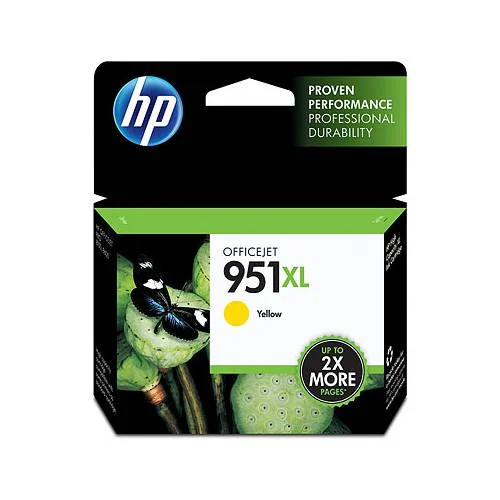 hp
PROVEN
PERFORMANCE
PROFESSIONAL
DURABILITY
OFFICEJET
951XL
Yellow
UP TO
2X
MORE
PAGES*